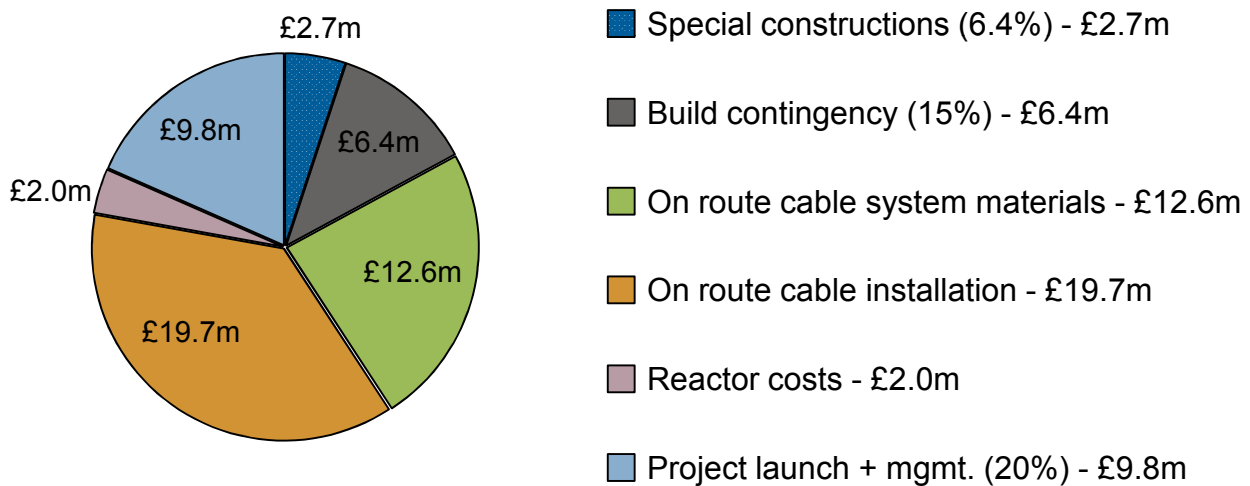 £2.7m
£9.8m
£6.4m
£2.0m
£12.6m
£19.7m
Special constructions (6.4%) - £2.7m
Build contingency (15%) - £6.4m
On route cable system materials - £12.6m
On route cable installation - £19.7m
Reactor costs - £2.0m
Project launch + mgmt. (20%) - £9.8m